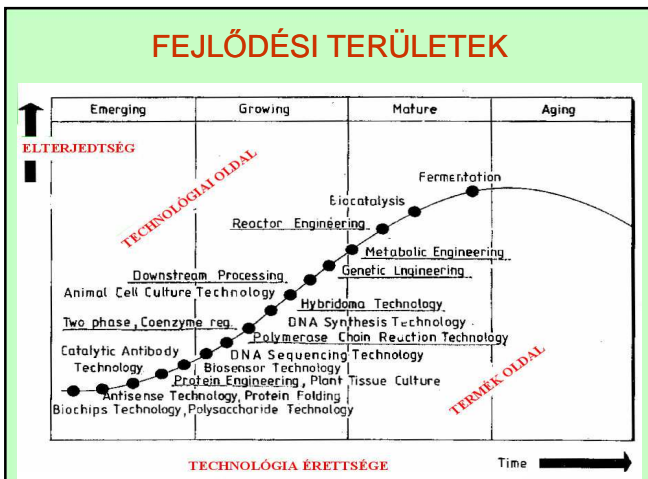 FEJLŐDÉSI TERÜLETEK
Emerging Growing Mature Aging
ELTERJEDTSÉG
TECHNOLÓGIAI OLDAL
Fermentation
Biocatalysis
Reactor Engineering
Metabolic Engineering
Downstream Processing
Genetic Engineering
Animal Cell Culture Technology
Hybridoma Technology
Two phase, Coenzyme reg.
DNA Synthesis Technology
Polymerase Chain Reaction Technology
Catalytic Antibody
Technology
DNA Sequencing Technology
Biosensor Technology
Protein Engineering, Plant Tissue Culture
Antisense Technology, Protein Folding
Biochips Technology, Polysaccharide Technology
TERMÉK OLDAL
TECHNOLÓGIA ÉRETTSÉGE
Time